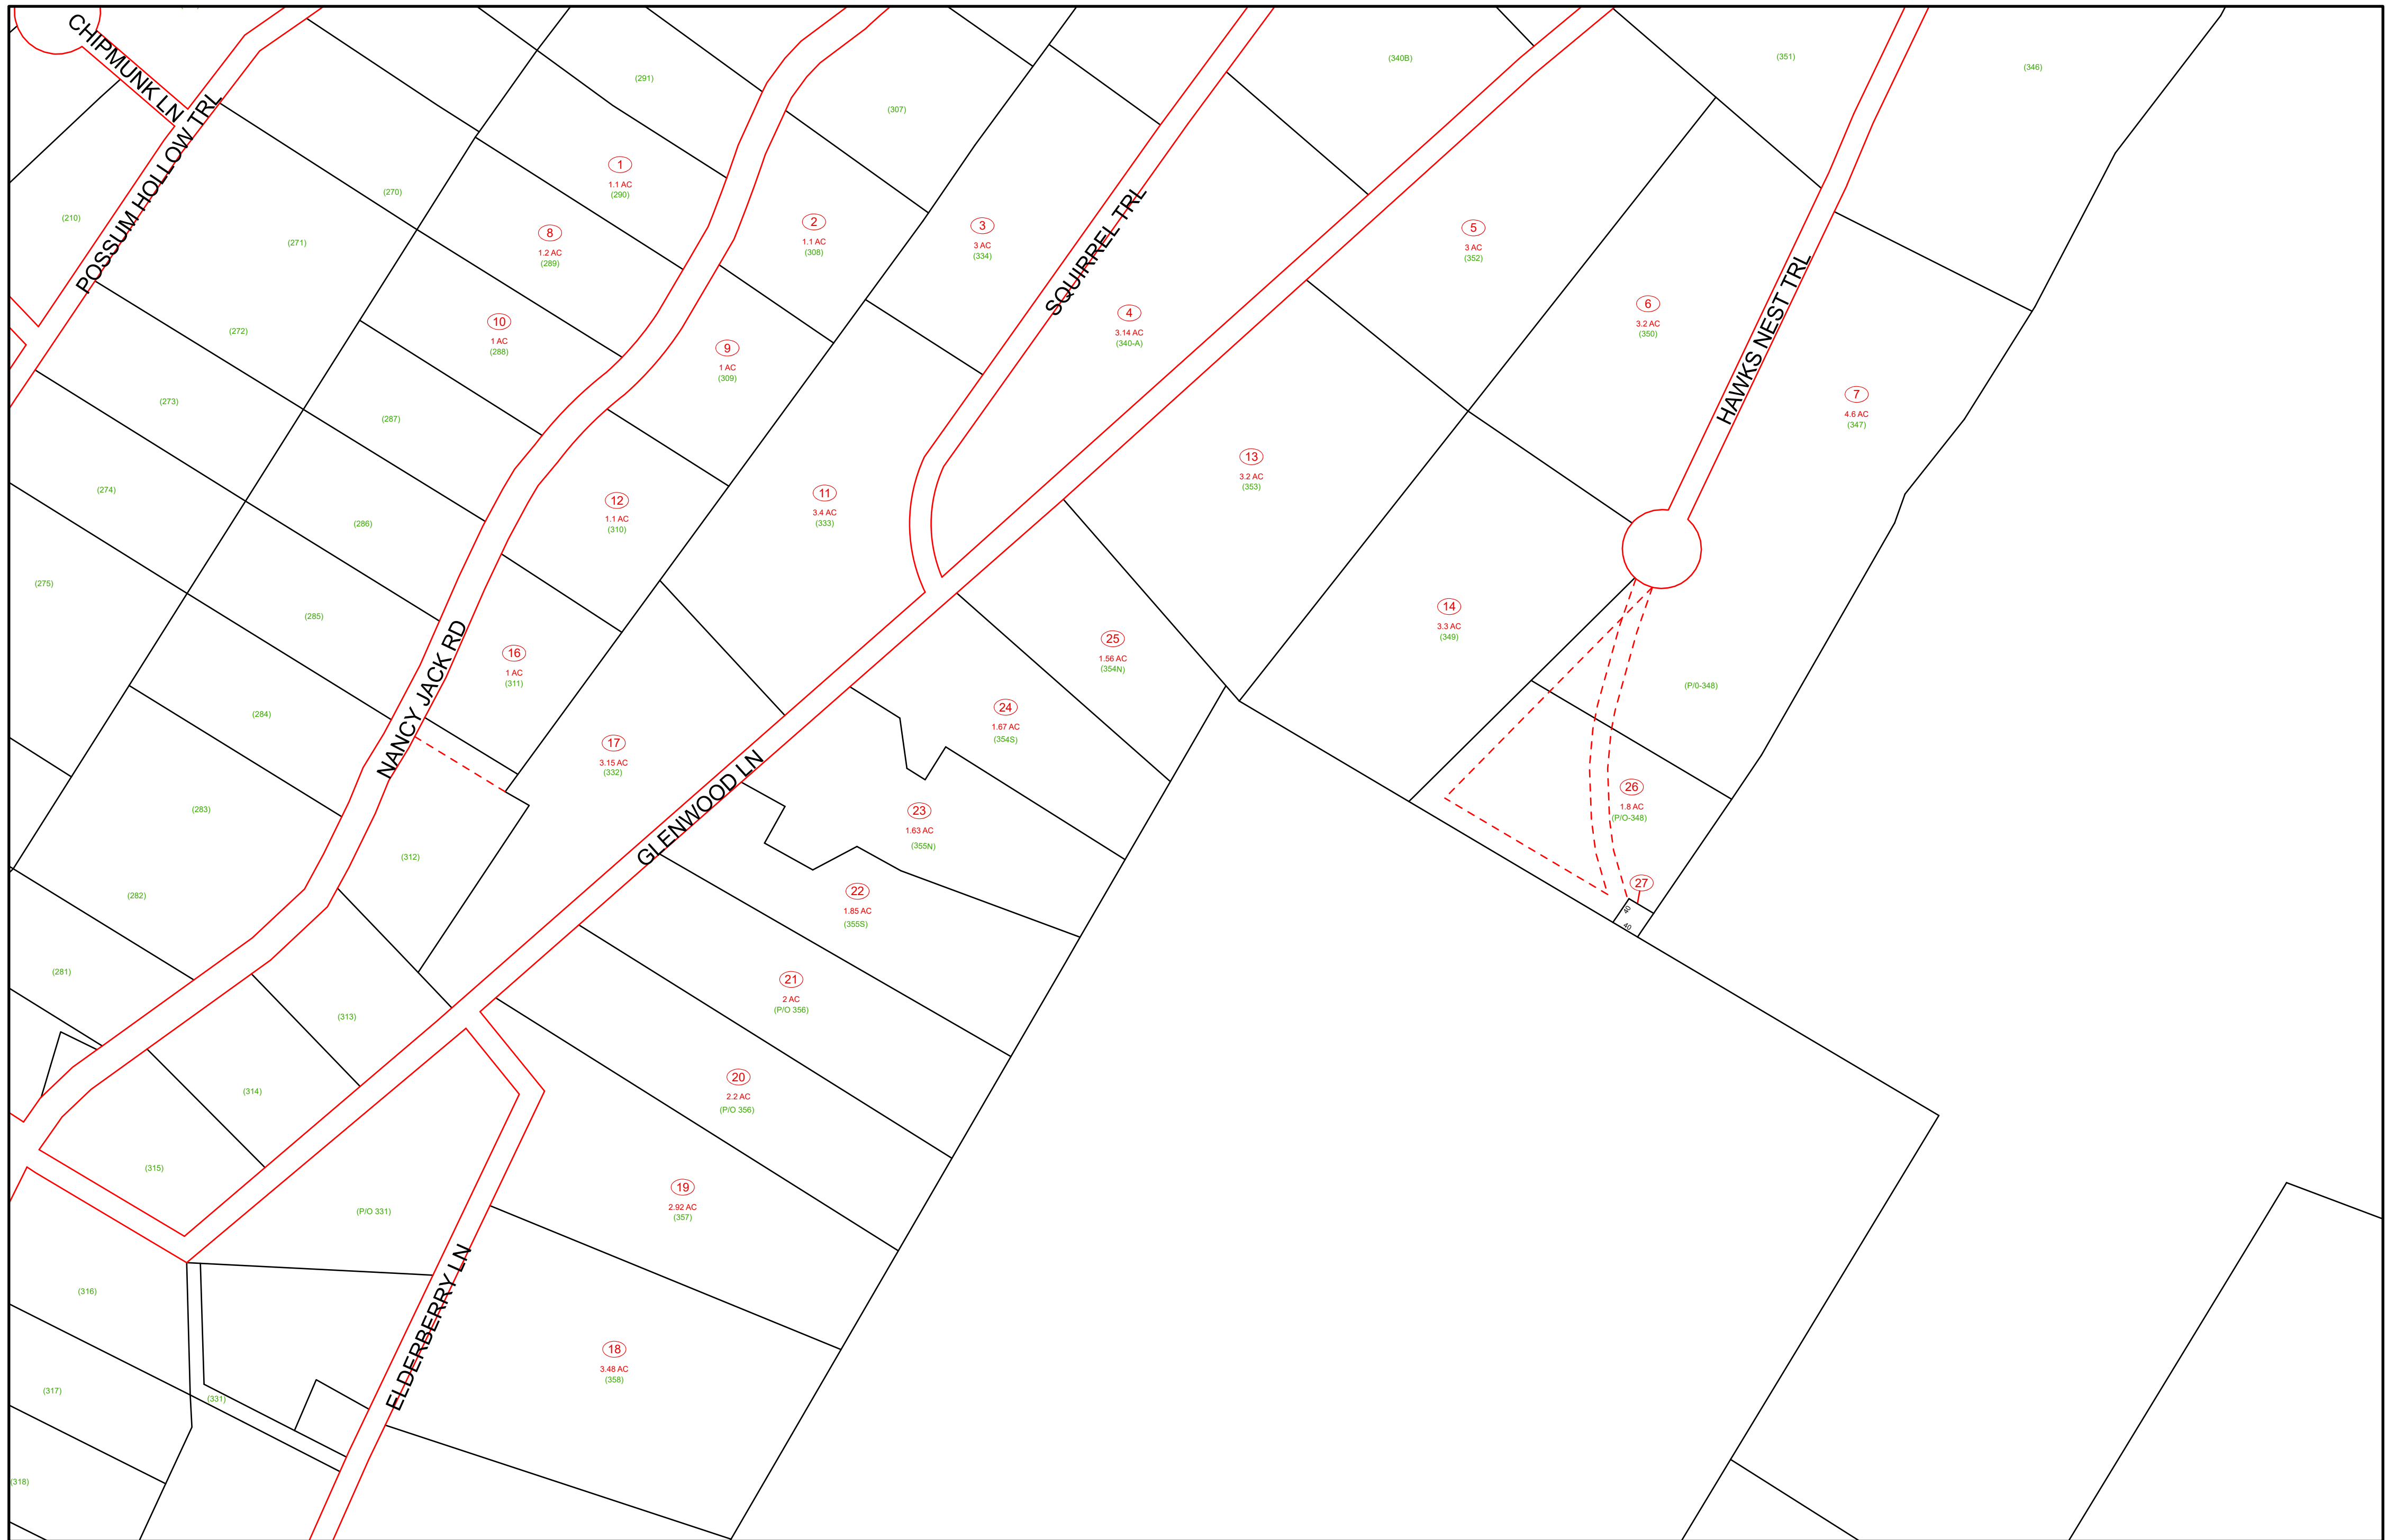 CHIPMUNK LN
POSSUM HOLLOW TRL
(291)
(307)
(340B)
(351)
(346)
(210)
(270)
(271)
1
1.1 AC
(290)
8
1.2 AC
(289)
2
1.1 AC
(308)
3
3 AC
(334)
SQUIRREL TRL
4
3.14 AC
(340-A)
5
3 AC
(352)
6
3.2 AC
(350)
HAWKS NEST TRL
7
4.6 AC
(347)
(272)
10
1 AC
(288)
9
1 AC
(309)
(273)
(287)
(274)
(286)
12
1.1 AC
(310)
11
3.4 AC
(333)
13
3.2 AC
(353)
(275)
(285)
NANCY JACK RD
16
1 AC
(311)
25
1.56 AC
(354N)
14
3.3 AC
(349)
(P/0-348)
(284)
17
3.15 AC
(332)
24
1.67 AC
(354S)
GLENWOOD LN
(283)
(312)
23
1.63 AC
(355N)
26
1.8 AC
(P/O-348)
(282)
22
1.85 AC
(355S)
27
40
40
(281)
(313)
21
2 AC
(P/O 356)
(314)
20
2.2 AC
(P/O 356)
(315)
(P/O 331)
19
2.92 AC
(357)
(316)
ELDERBERRY LN
18
3.48 AC
(358)
(317)
(331)
(318)